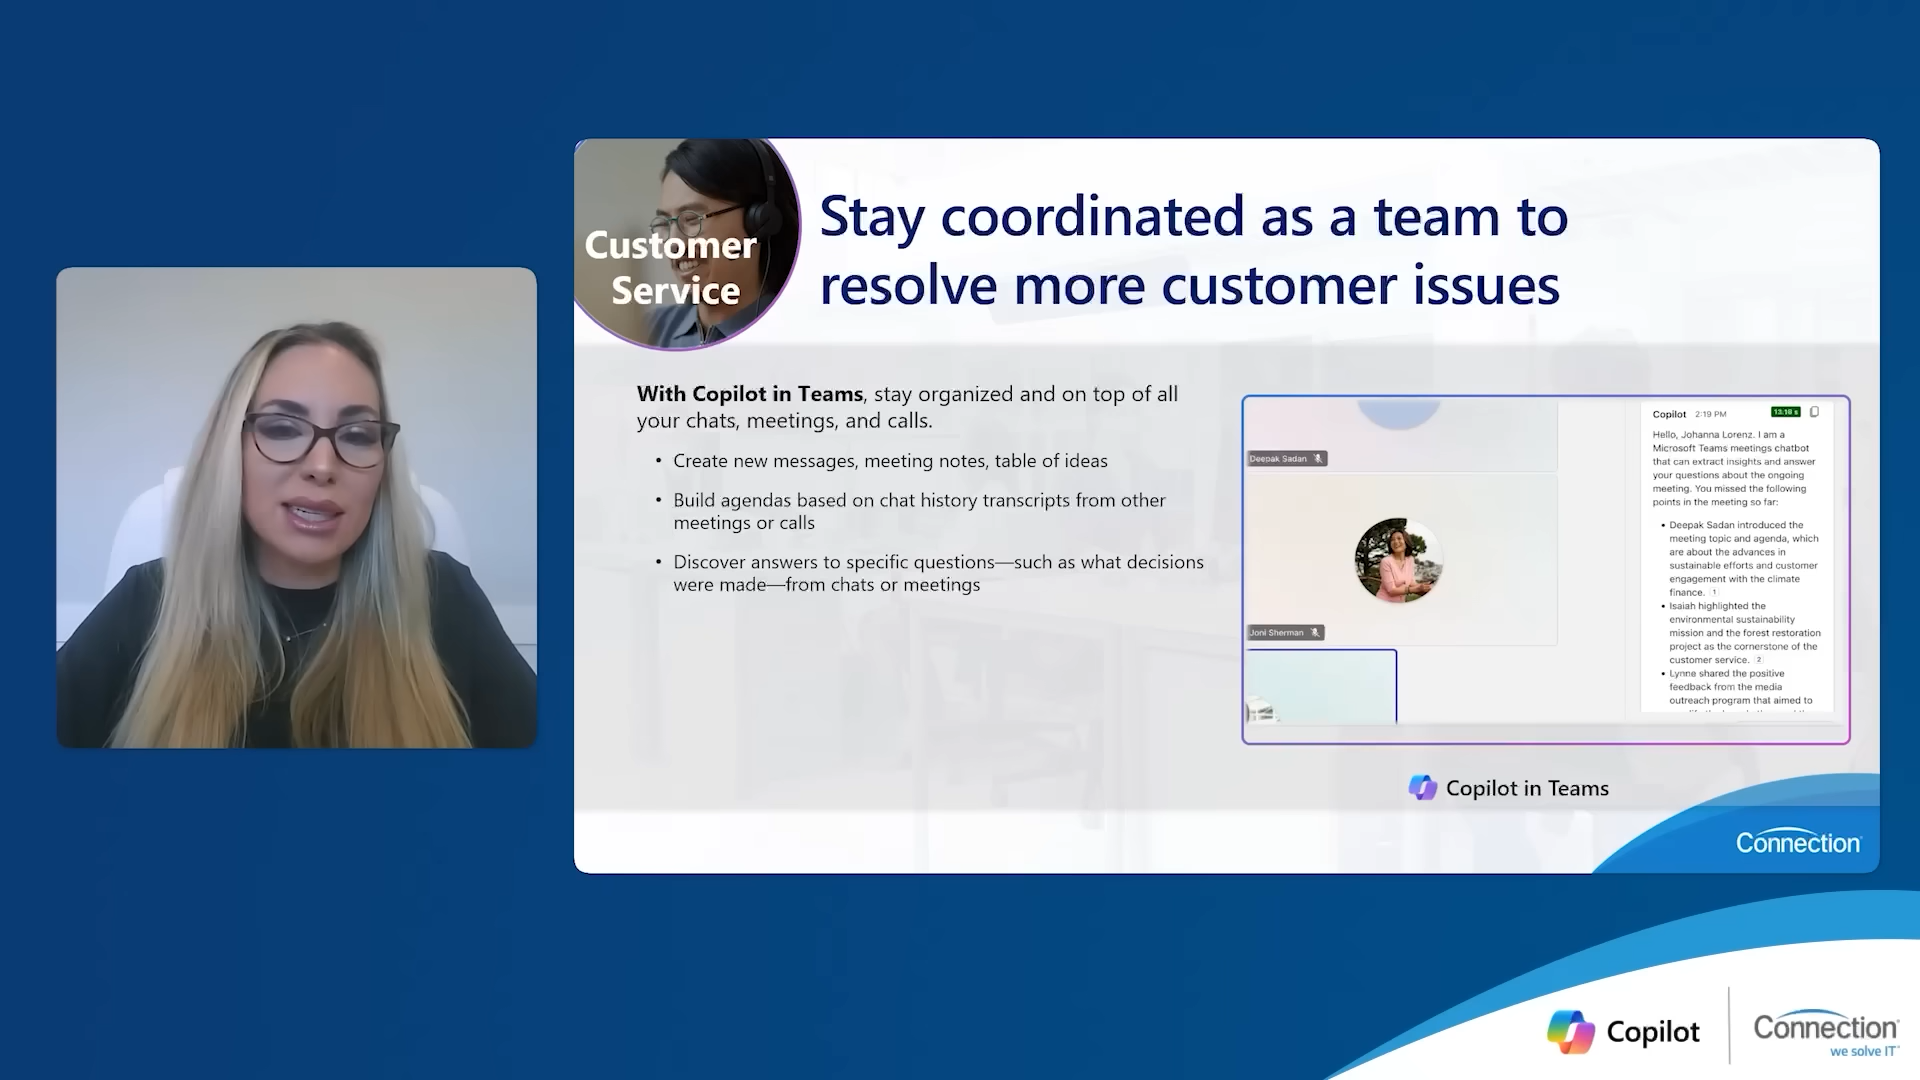 Customer
Service
Stay coordinated as a team to
resolve more customer issues
With Copilot in Teams, stay organized and on top of all
your chats, meetings, and calls.
• Create new messages, meeting notes, table of ideas
• Build agendas based on chat history transcripts from other
meetings or calls
• Discover answers to specific questions—such as what decisions
were made—from chats or meetings
Deepak Sadan
Joni Sherman
Copilot 2:19 PM 13.18 s
Hello, Johanna Lorenz. I am a
Microsoft Teams meetings chatbot
that can extract insights and answer
your questions about the ongoing
meeting. You missed the following
points in the meeting so far:
• Deepak Sadan introduced the
meeting topic and agenda, which
are about the advances in
sustainable efforts and customer
engagement with the climate
finance. 1
• Isaiah highlighted the
environmental sustainability
mission and the forest restoration
project as the cornerstone of the
customer service. 2
• Lynne shared the positive
feedback from the media
outreach program that aimed to
Copilot in Teams
Connection
Copilot
Connection
we solve IT